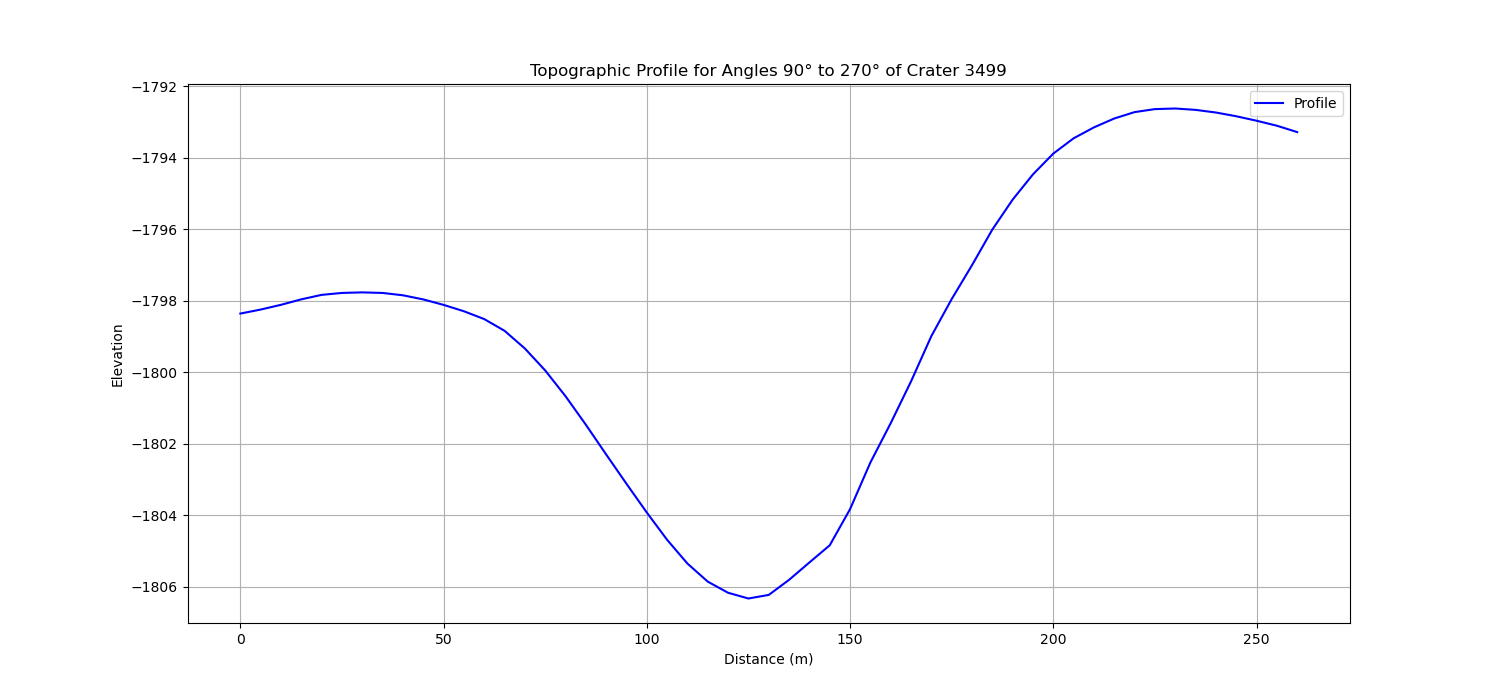 Topographic Profile for Angles 90° to 270° of Crater 3499
Profile
−1792
−1794
−1796
−1798
−1800
−1802
−1804
−1806
Elevation
0 50 100 150 200 250
Distance (m)